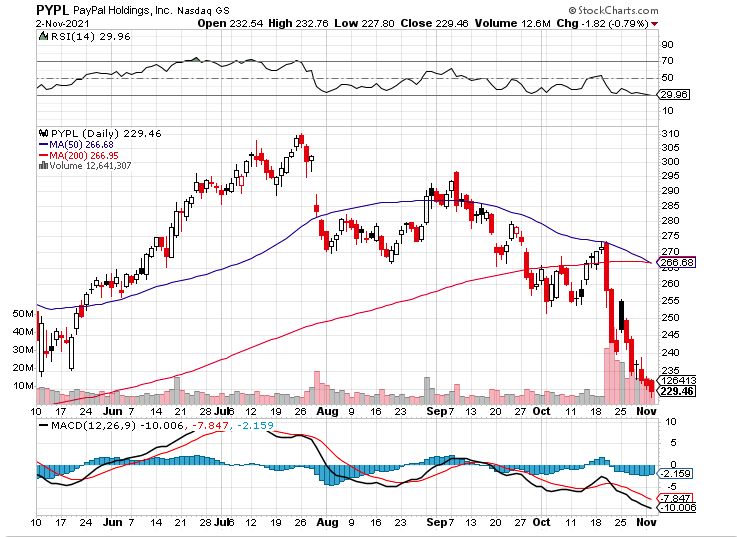 PYPL PayPal Holdings, Inc. Nasdaq GS © StockCharts.com
2-Nov-2021 Open 232.54 High 232.76 Low 227.80 Close 229.46 Volume 12.6M Chg -1.82 (-0.79%)
RSI(14) 29.96
90
70
50
29.96
10
PYPL (Daily) 229.46
MA(50) 266.68
MA(200) 266.95
Volume 12,641,307
310
305
300
295
290
285
280
275
270
266.68
265
260
255
250
245
240
235
126413
229.46
50M
40M
30M
20M
10M
10 17 24 Jun 7 14 21 28 Jul 6 12 19 26 Aug 9 16 23 Sep 7 13 20 27 Oct 11 18 25 Nov
MACD(12,26,9) -10.006, -7.847, -2.159
10
5
0
-2.159
-5
-7.847
-10.006
10 17 24 Jun 7 14 21 28 Jul 6 12 19 26 Aug 9 16 23 Sep 7 13 20 27 Oct 11 18 25 Nov